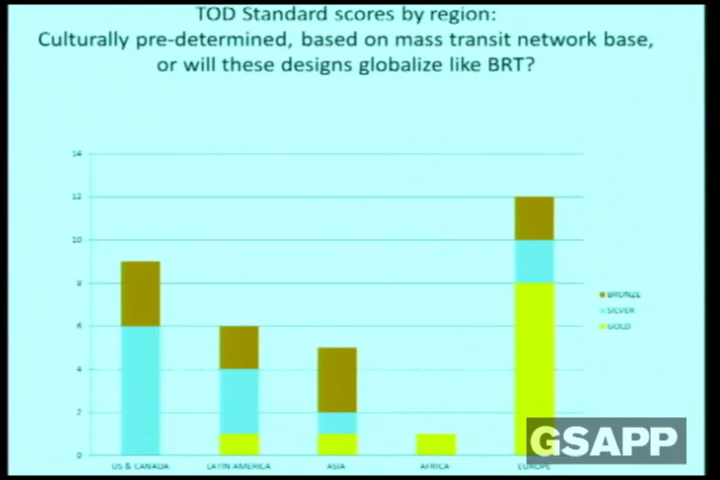 TOD Standard scores by region:
Culturally pre-determined, based on mass transit network base,
or will these designs globalize like BRT?
14
12
10
8
6
4
2
0
BRONZE
SILVER
GOLD
US & CANADA
LATIN AMERICA
ASIA
AFRICA
EUROPE
GSAPP